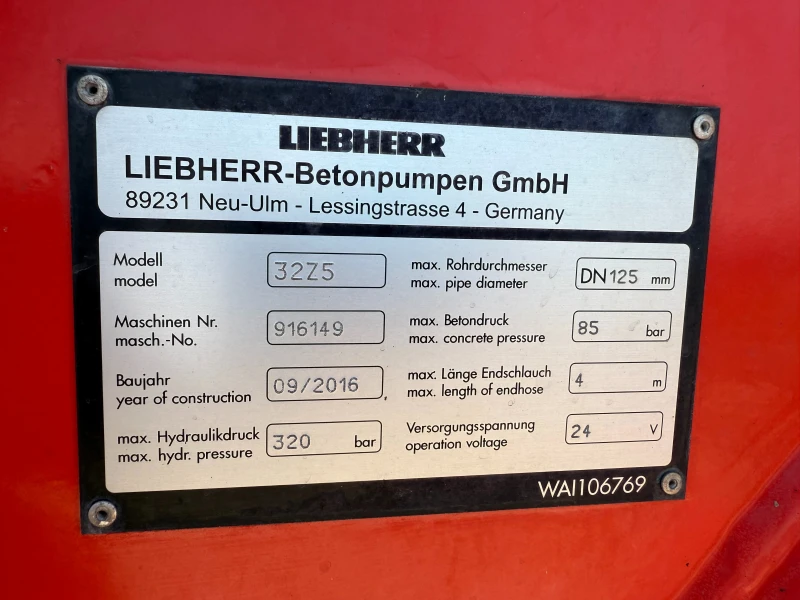 LIEBHERR
LIEBHERR-Betonpumpen GmbH
89231 Neu-Ulm - Lessingstrasse 4 - Germany
Modell
model
32Z5
Maschinen Nr.
masch.-No.
916149
Baujahr
year of construction
09/2016
max. Hydraulikdruck
max. hydr. pressure
320 bar
max. Rohrdurchmesser
max. pipe diameter
DN 125 mm
max. Betondruck
max. concrete pressure
85 bar
max. Länge Endschlauch
max. length of endhose
4 m
Versorgungsspannung
operation voltage
24 V
WAI106769